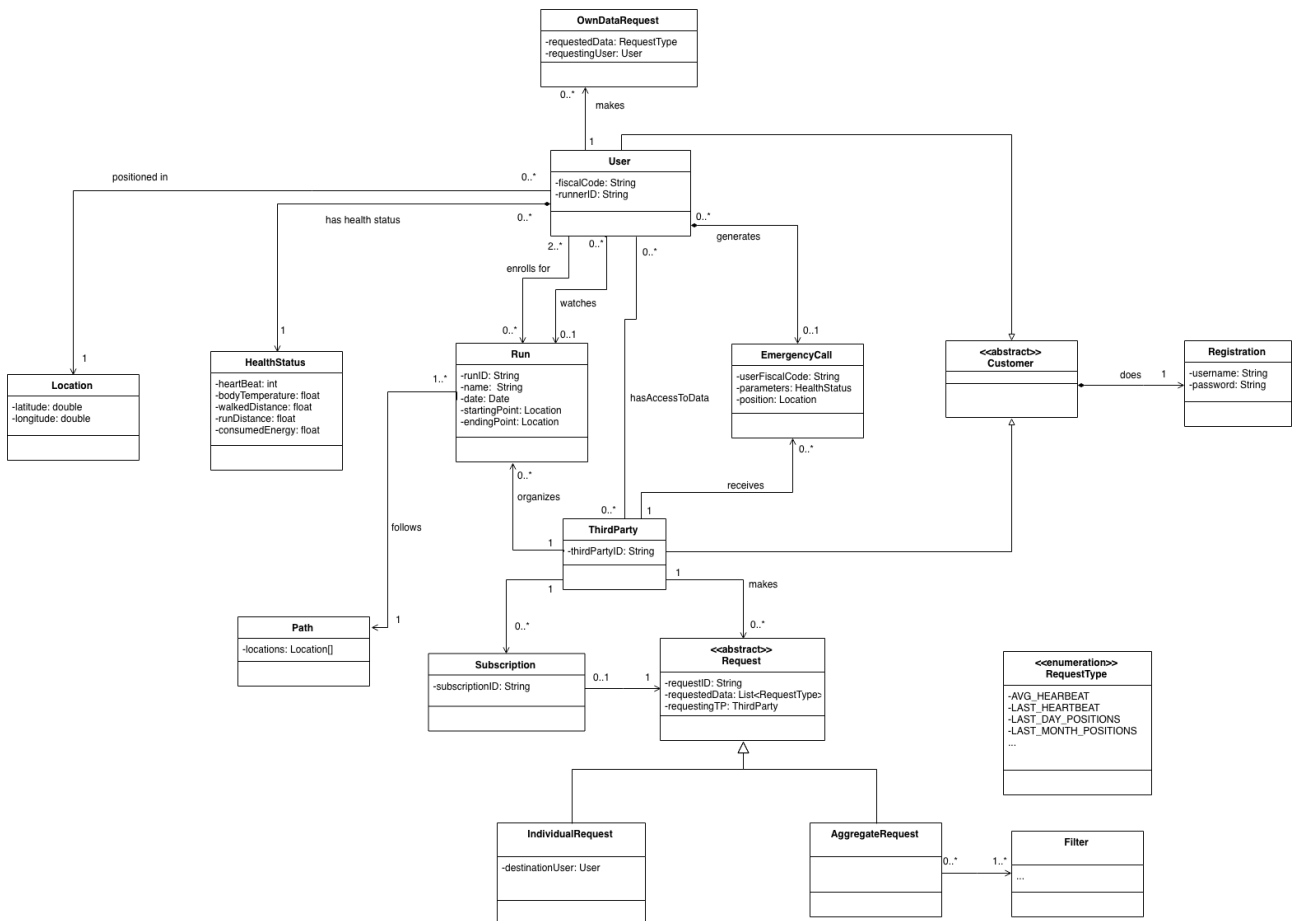 OwnDataRequest
-requestedData: RequestType
-requestingUser: User
0..*
makes
1
User
-fiscalCode: String
-runnerID: String
positioned in
0..*
has health status
0..*
0..*
generates
2..*
0..*
0..*
enrolls for
watches
0..*
0..1
1
1
0..1
Location
-latitude: double
-longitude: double
HealthStatus
-heartBeat: int
-bodyTemperature: float
-walkedDistance: float
-runDistance: float
-consumedEnergy: float
1..*
Run
-runID: String
-name: String
-date: Date
-startingPoint: Location
-endingPoint: Location
hasAccessToData
EmergencyCall
-userFiscalCode: String
-parameters: HealthStatus
-position: Location
<<abstract>>
Customer
does
1
Registration
-username: String
-password: String
0..*
organizes
0..*
receives
0..*
1
follows
1
ThirdParty
-thirdPartyID: String
1
1
makes
0..*
0..*
1
Path
-locations: Location[]
Subscription
-subscriptionID: String
0..1
1
<<abstract>>
Request
-requestID: String
-requestedData: List<RequestType>
-requestingTP: ThirdParty
<<enumeration>>
RequestType
-AVG_HEARBEAT
-LAST_HEARTBEAT
-LAST_DAY_POSITIONS
-LAST_MONTH_POSITIONS
...
IndividualRequest
-destinationUser: User
AggregateRequest
0..*
1..*
Filter
...